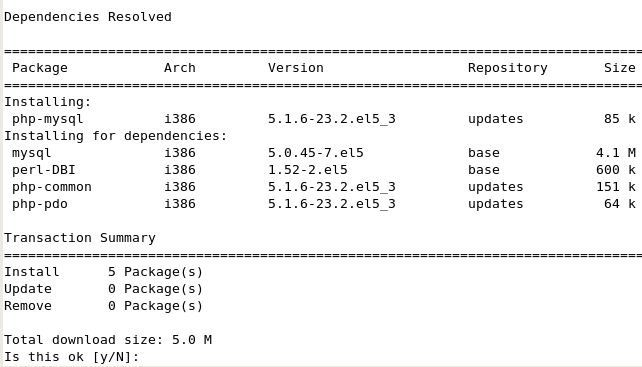 Dependencies Resolved
================================================================================
 Package            Arch         Version                  Repository       Size
================================================================================
Installing:
 php-mysql          i386         5.1.6-23.2.el5_3         updates          85 k
Installing for dependencies:
 mysql              i386         5.0.45-7.el5             base            4.1 M
 perl-DBI           i386         1.52-2.el5               base            600 k
 php-common         i386         5.1.6-23.2.el5_3         updates         151 k
 php-pdo            i386         5.1.6-23.2.el5_3         updates          64 k
Transaction Summary
================================================================================
Install      5 Package(s)
Update       0 Package(s)
Remove       0 Package(s)
Total download size: 5.0 M
Is this ok [y/N]: